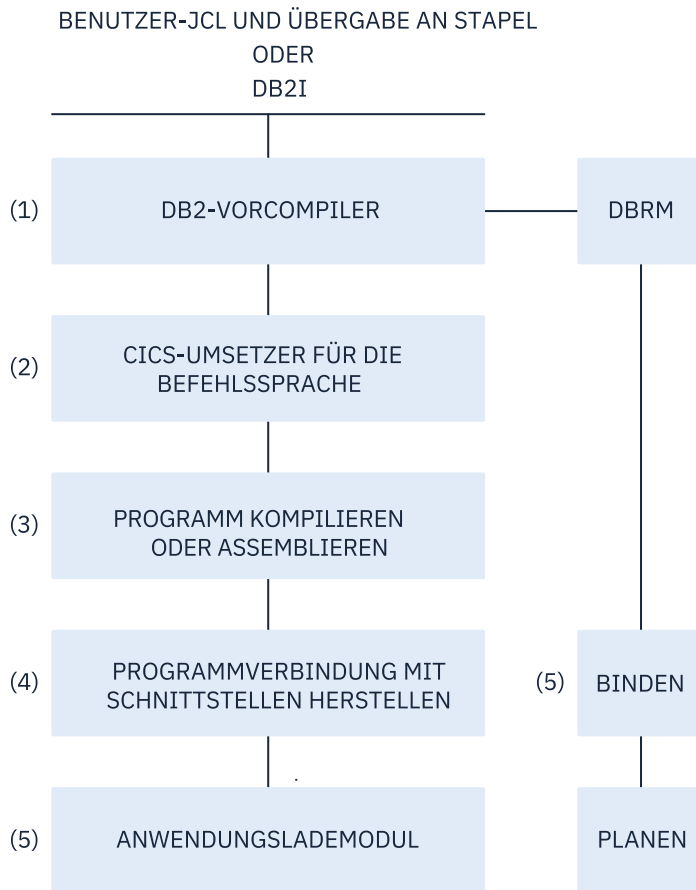 BENUTZER-JCL UND ÜBERGABE AN STAPEL
ODER
DB2I
(1)
DB2-VORCOMPILER
DBRM
(2)
CICS-UMSETZER FÜR DIE
BEFEHLSSPRACHE
(3)
PROGRAMM KOMPILIEREN
ODER ASSEMBLIEREN
(4)
PROGRAMMVERBINDUNG MIT
SCHNITTSTELLEN HERSTELLEN
(5)
BINDEN
(5)
ANWENDUNGSLADEMODUL
PLANEN